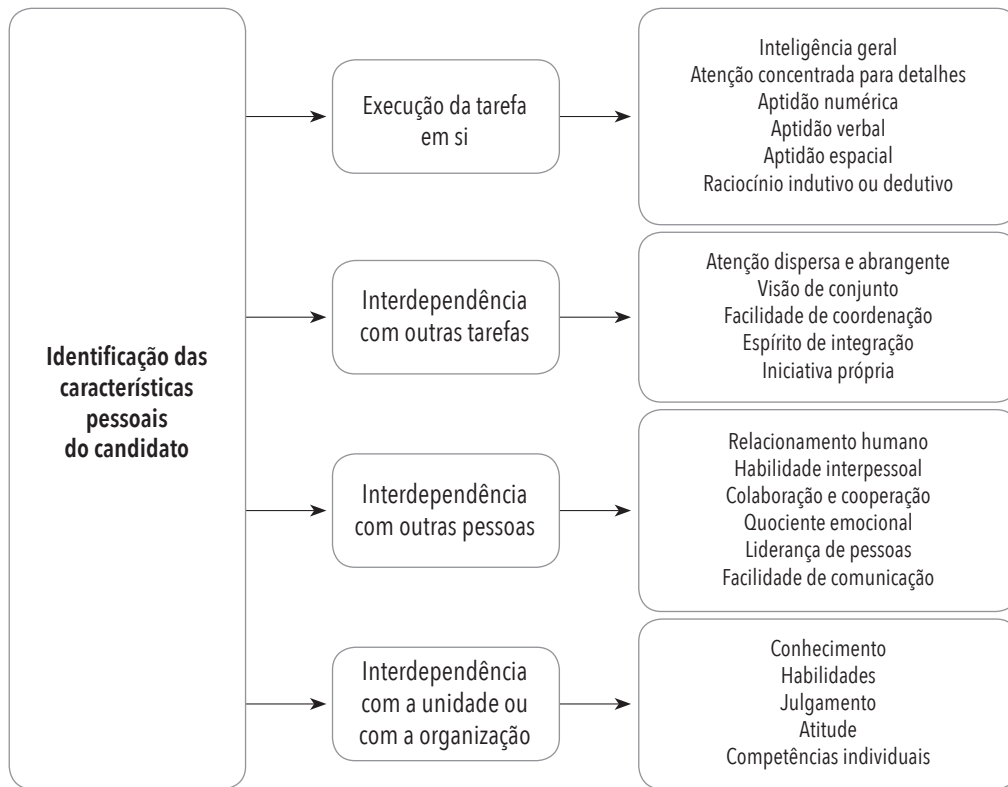 Identificação das
características
pessoais
do candidato
Execução da tarefa
em si
Inteligência geral
Atenção concentrada para detalhes
Aptidão numérica
Aptidão verbal
Aptidão espacial
Raciocínio indutivo ou dedutivo
Interdependência
com outras tarefas
Atenção dispersa e abrangente
Visão de conjunto
Facilidade de coordenação
Espírito de integração
Iniciativa própria
Interdependência
com outras pessoas
Relacionamento humano
Habilidade interpessoal
Colaboração e cooperação
Quociente emocional
Liderança de pessoas
Facilidade de comunicação
Interdependência
com a unidade ou
com a organização
Conhecimento
Habilidades
Julgamento
Atitude
Competências individuais